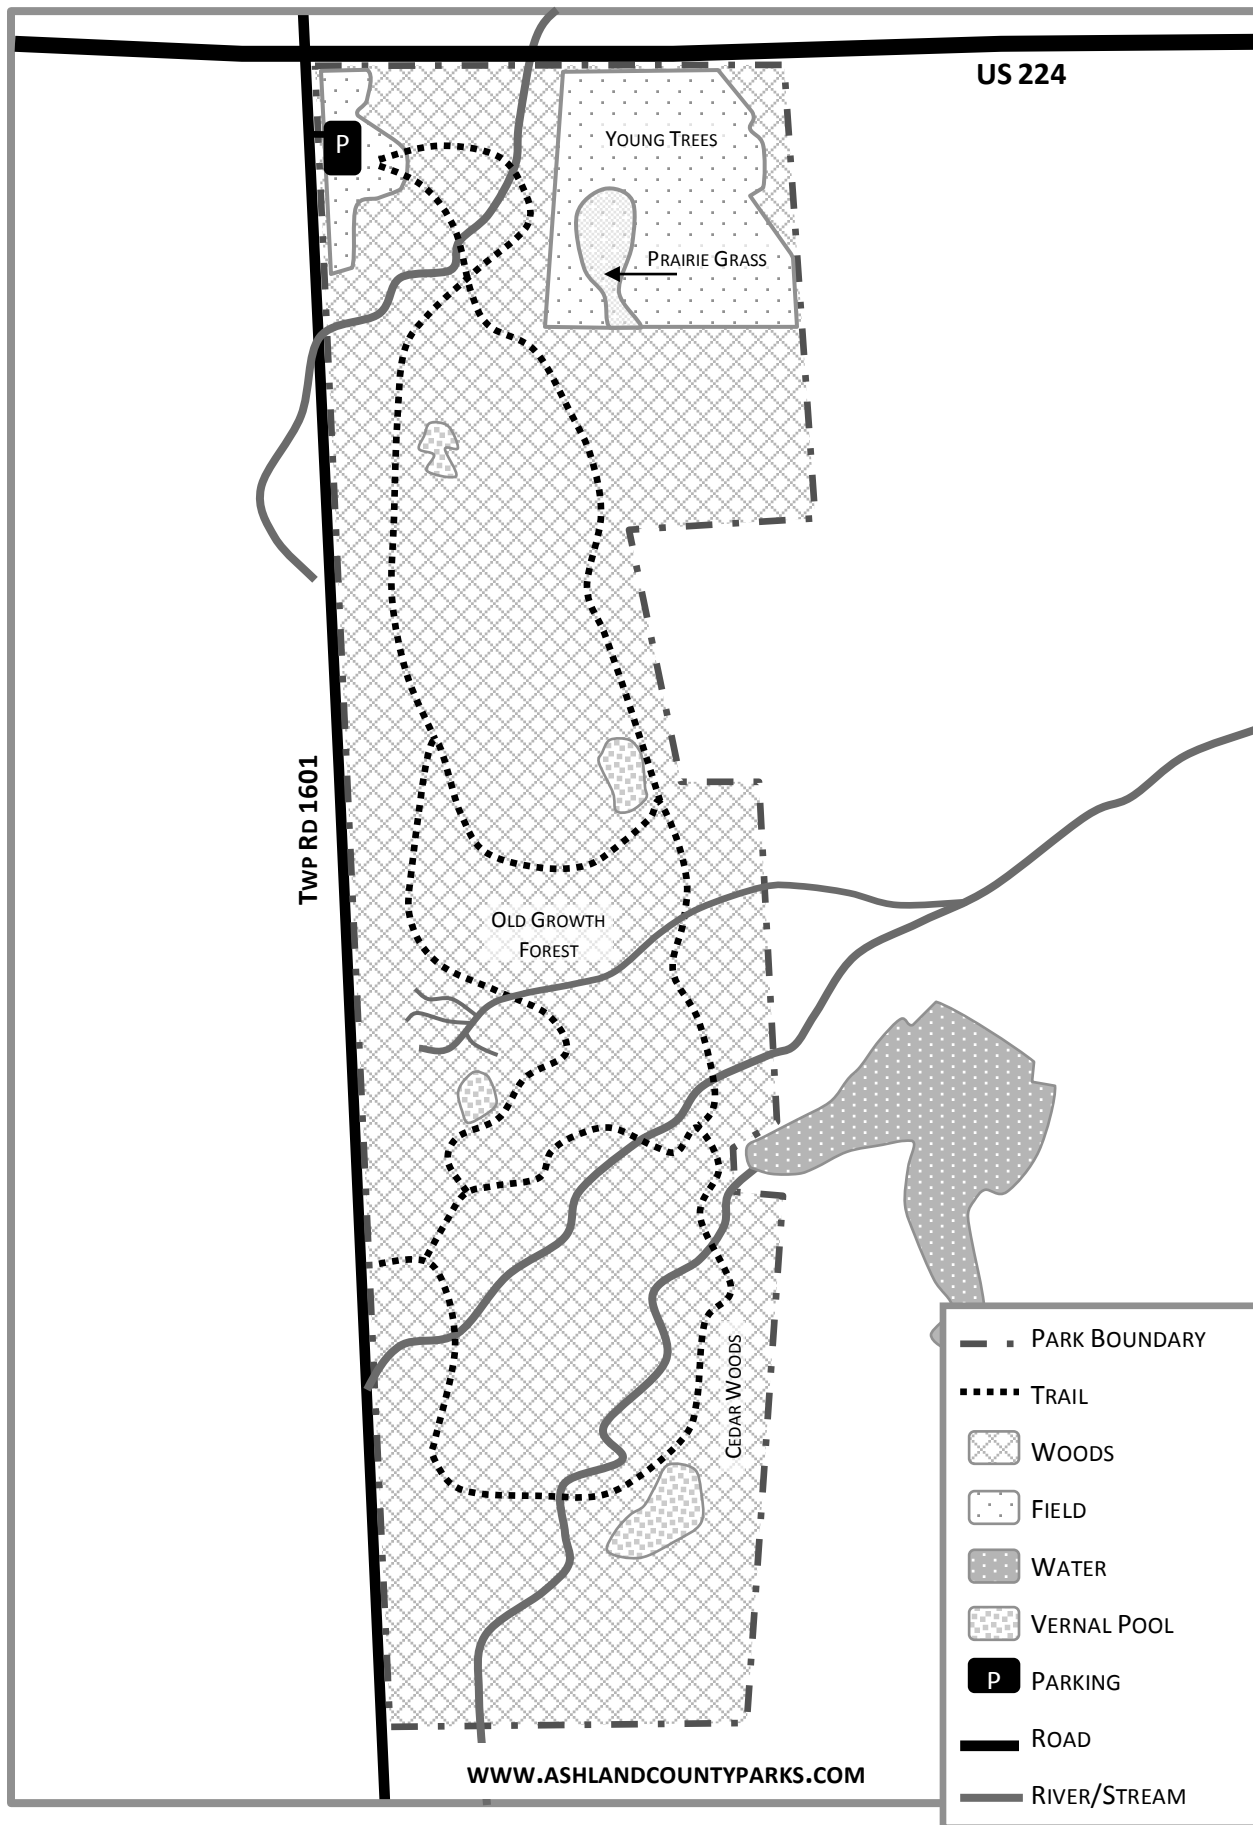 US 224
P
YOUNG TREES
PRAIRIE GRASS
TWP RD 1601
OLD GROWTH
FOREST
CEDAR WOODS
PARK BOUNDARY
TRAIL
WOODS
FIELD
WATER
VERNAL POOL
P PARKING
ROAD
RIVER/STREAM
WWW.ASHLANDCOUNTYPARKS.COM